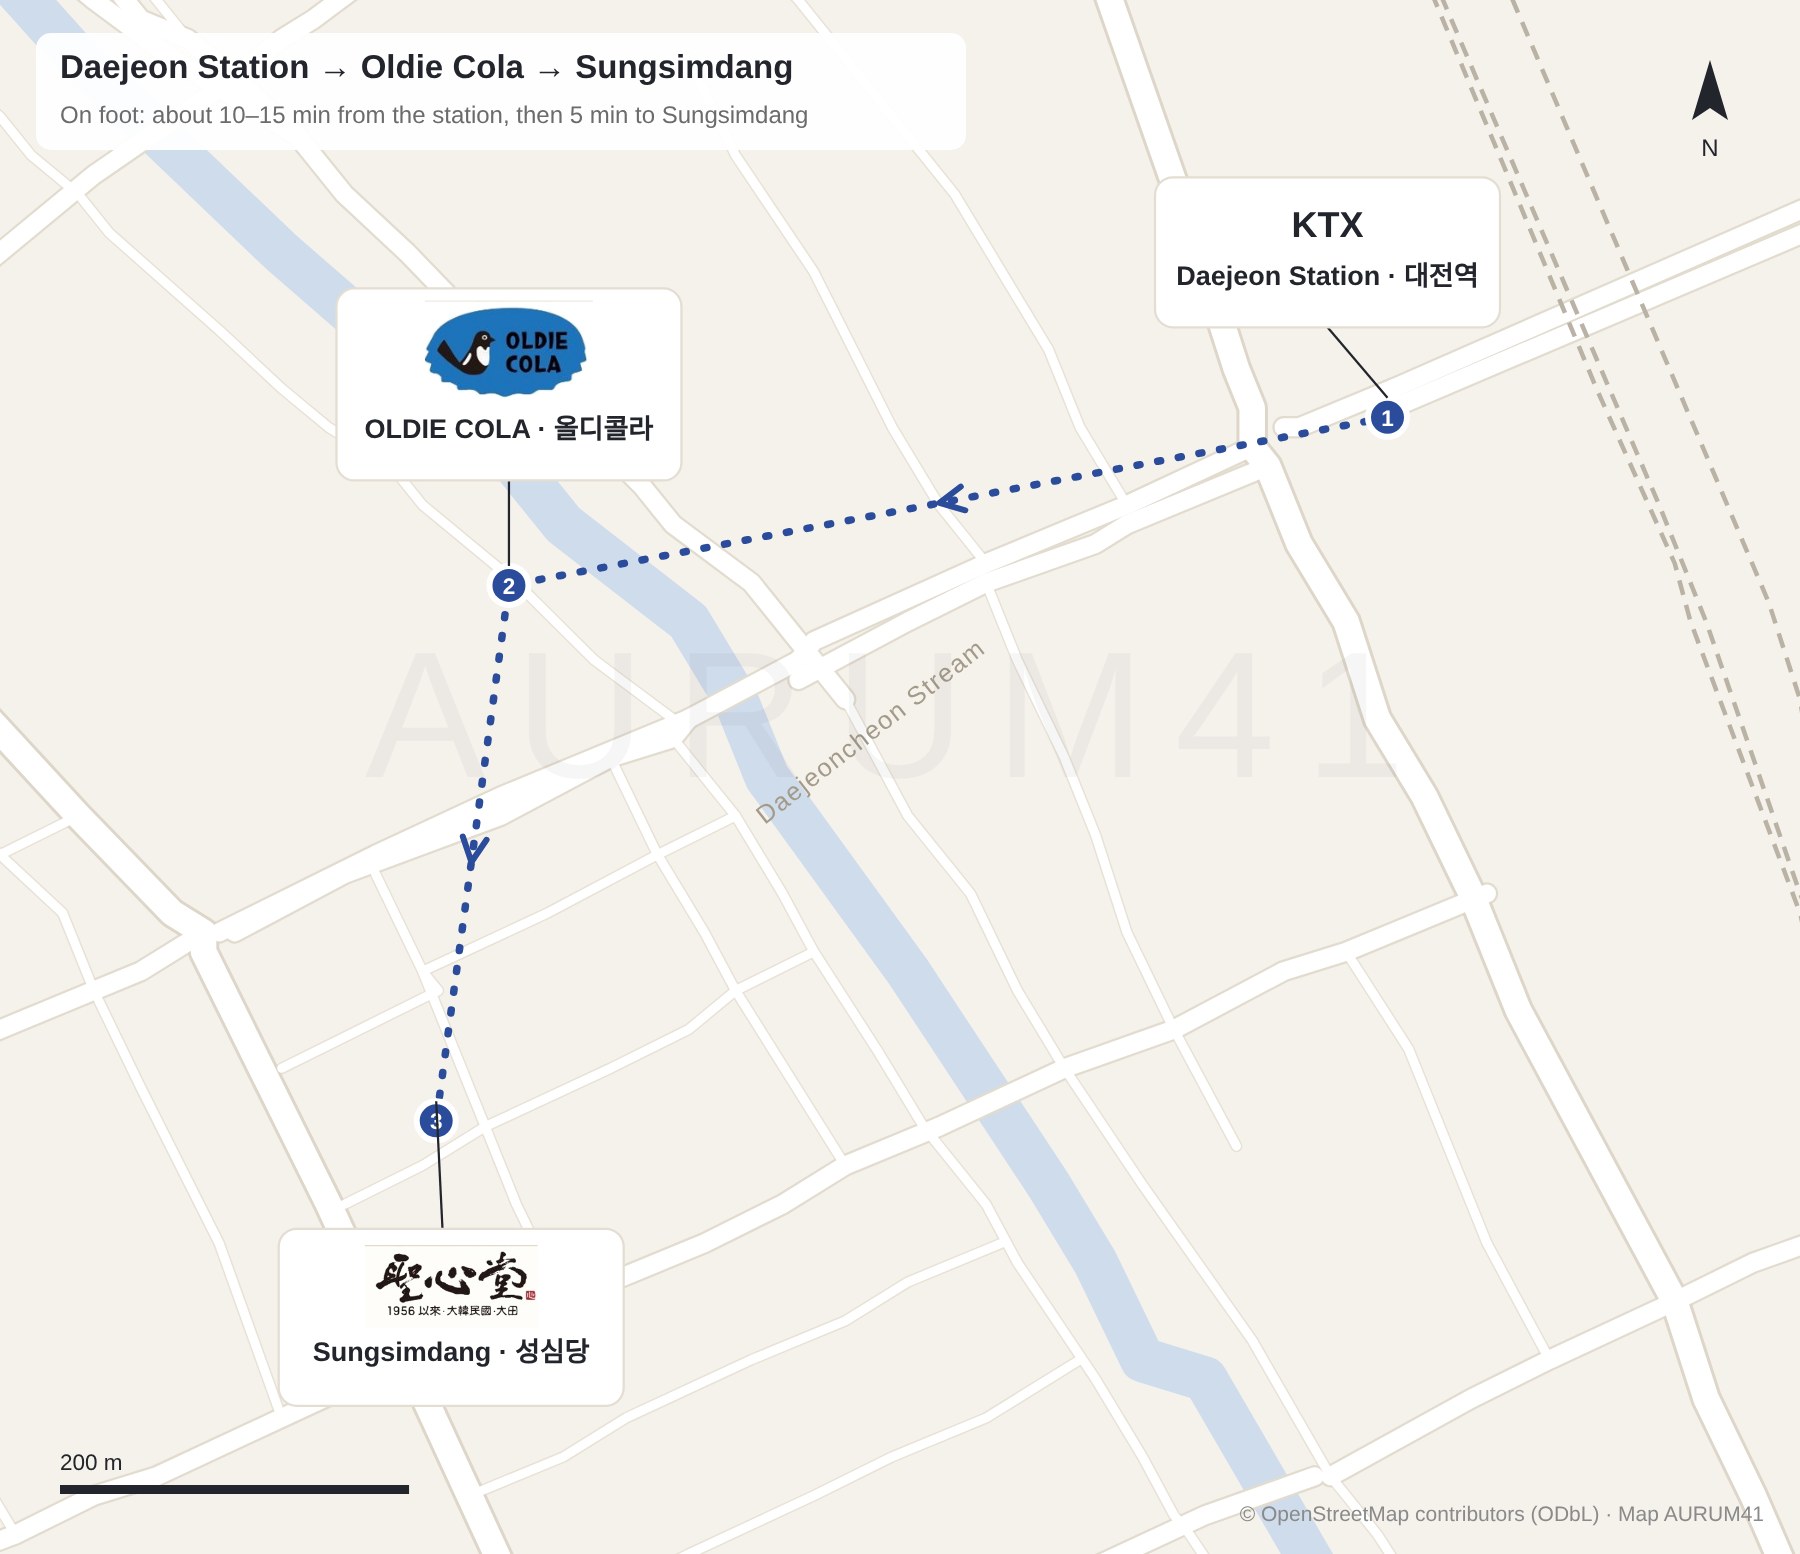 Daejeon Station → Oldie Cola → Sungsimdang
On foot: about 10–15 min from the station, then 5 min to Sungsimdang
N
KTX
Daejeon Station · 대전역
1
OLDIE
COLA
OLDIE COLA · 올디콜라
2
AURUM41
Daejeoncheon Stream
3
聖心堂
1956 以來·大韓民國·大田
Sungsimdang · 성심당
200 m
© OpenStreetMap contributors (ODbL) · Map AURUM41